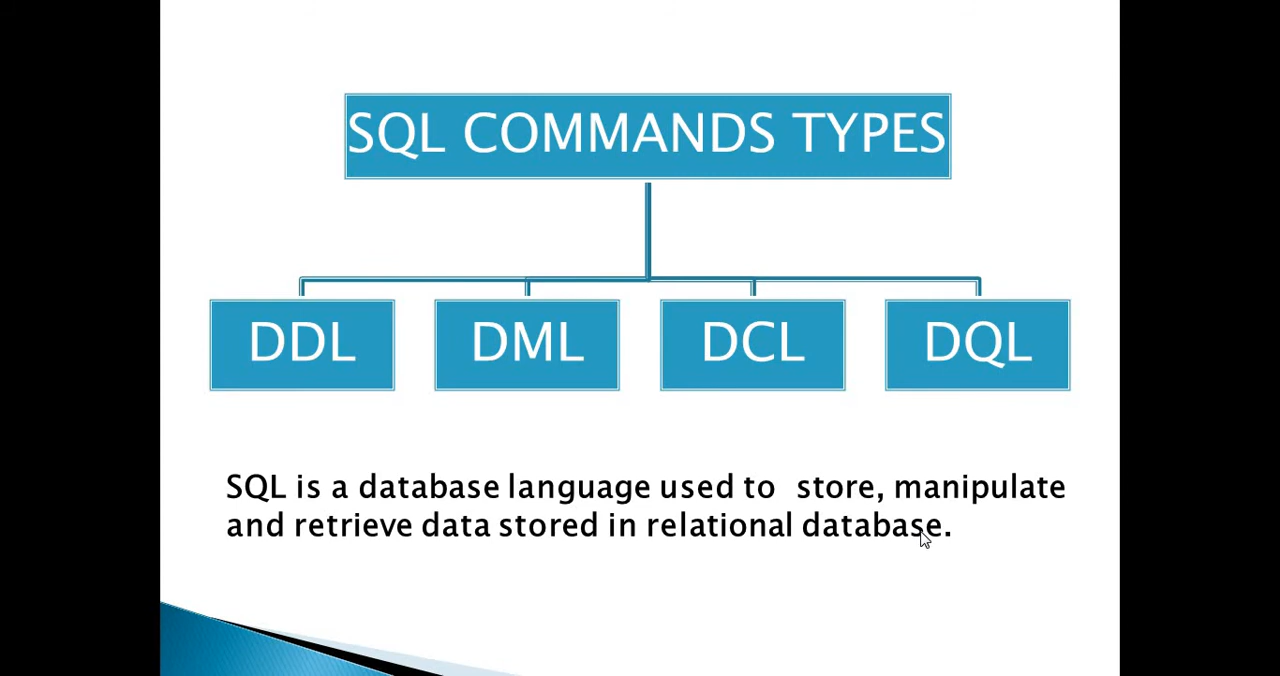 SQL COMMANDS TYPES
DDL
DML
DCL
DQL
SQL is a database language used to store, manipulate
and retrieve data stored in relational database.